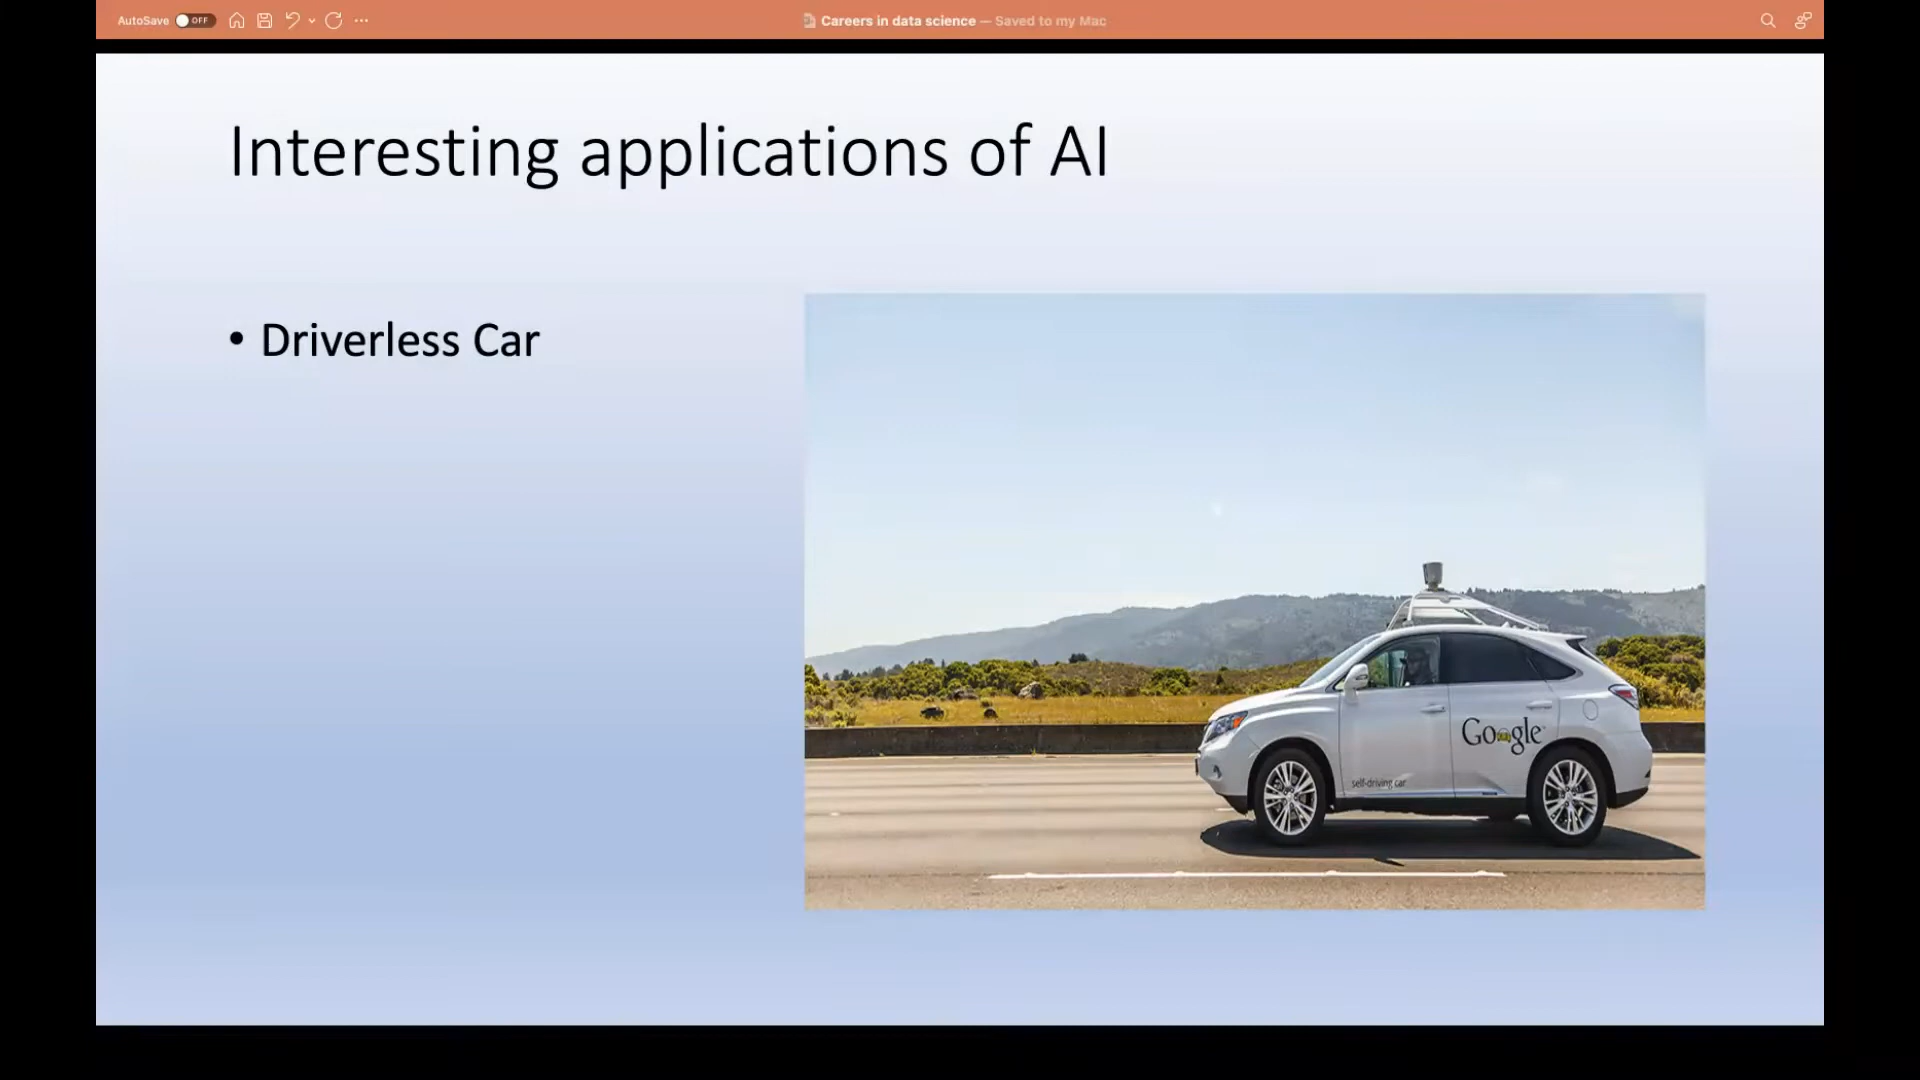 AutoSave OFF
Careers in data science — Saved to my Mac
Interesting applications of AI
• Driverless Car
Google
self-driving car